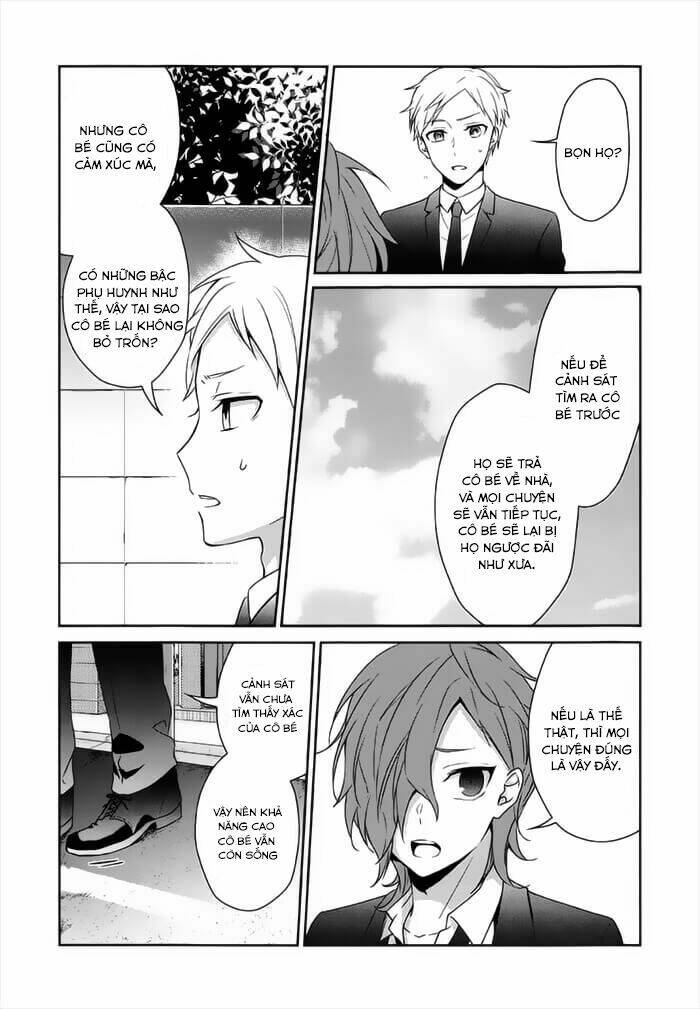 BỌN HỌ?
NẾU ĐỂ
CẢNH SÁT
TÌM RA CÔ
BÉ TRƯỚC
HỌ SẼ TRẢ
CÔ BÉ VỀ NHÀ,
VÀ MỌI CHUYỆN
SẼ VẪN TIẾP TỤC,
CÔ BÉ SẼ LẠI BỊ
HỌ NGƯỢC ĐÃI
NHƯ XƯA.
NHƯNG CÔ
BÉ CŨNG CÓ
CẢM XÚC MÀ,
CÓ NHỮNG BẬC
PHỤ HUYNH NHƯ
THẾ, VẬY TẠI SAO
CÔ BÉ LẠI KHÔNG
BỎ TRỐN?
NẾU LÀ THẾ
THẬT, THÌ MỌI
CHUYỆN ĐÚNG
LÀ VẬY ĐẤY.
CẢNH SÁT
VẪN CHƯA
TÌM THẤY XÁC
CỦA CÔ BÉ
VẬY NÊN KHẢ
NĂNG CAO
CÔ BÉ VẪN
CÒN SỐNG